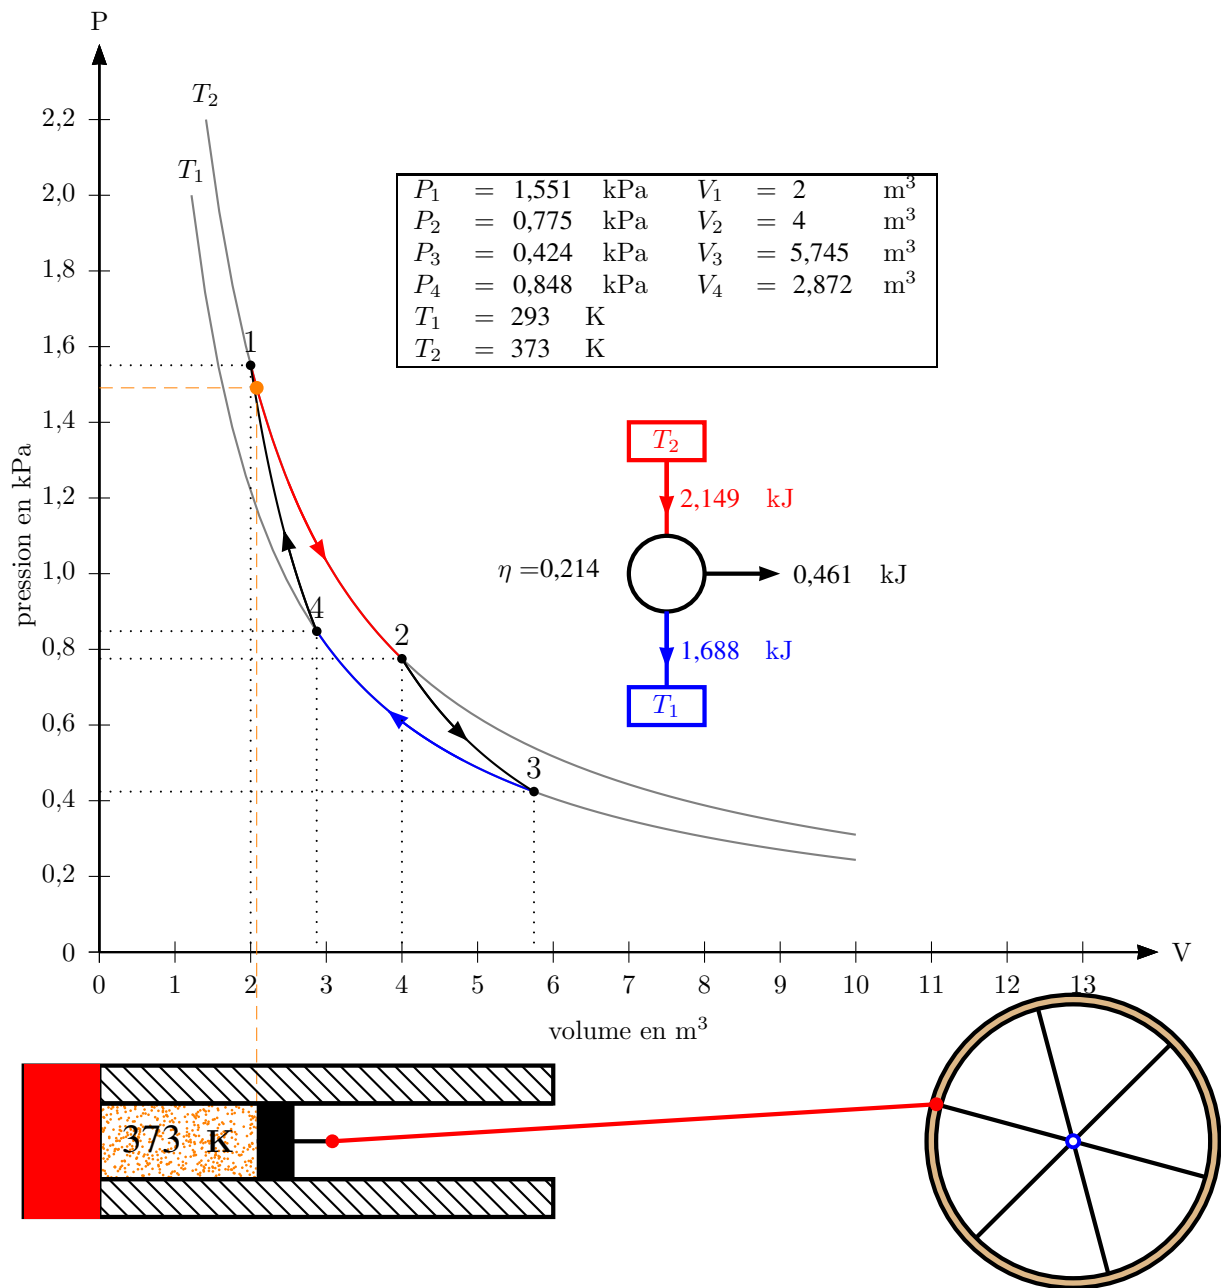 P
T₂
2,2
T₁
2,0
P₁ = 1,551 kPa V₁ = 2 m³
P₂ = 0,775 kPa V₂ = 4 m³
P₃ = 0,424 kPa V₃ = 5,745 m³
P₄ = 0,848 kPa V₄ = 2,872 m³
T₁ = 293 K
T₂ = 373 K
1,8
1,6
1
1,4
T₂
pression en kPa
1,2
2,149 kJ
1,0
η =0,214
0,461 kJ
4
2
0,8
1,688 kJ
T₁
0,6
3
0,4
0,2
0
V
0 1 2 3 4 5 6 7 8 9 10 11 12 13
volume en m³
373 K